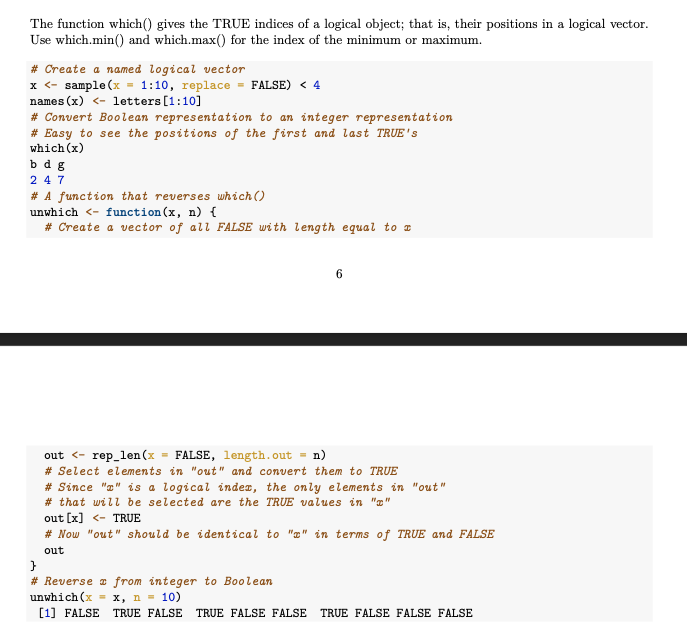 The function which() gives the TRUE indices of a logical object; that is, their positions in a logical vector.
Use which.min() and which.max() for the index of the minimum or maximum.
# Create a named logical vector
x <- sample(x = 1:10, replace = FALSE) < 4
names(x) <- letters[1:10]
# Convert Boolean representation to an integer representation
# Easy to see the positions of the first and last TRUE's
which(x)
b d g
2 4 7
# A function that reverses which()
unwhich <- function(x, n) {
  # Create a vector of all FALSE with length equal to x
6
  out <- rep_len(x = FALSE, length.out = n)
  # Select elements in "out" and convert them to TRUE
  # Since "x" is a logical index, the only elements in "out"
  # that will be selected are the TRUE values in "x"
  out[x] <- TRUE
  # Now "out" should be identical to "x" in terms of TRUE and FALSE
  out
}
# Reverse x from integer to Boolean
unwhich(x = x, n = 10)
 [1] FALSE  TRUE FALSE  TRUE FALSE FALSE  TRUE FALSE FALSE FALSE